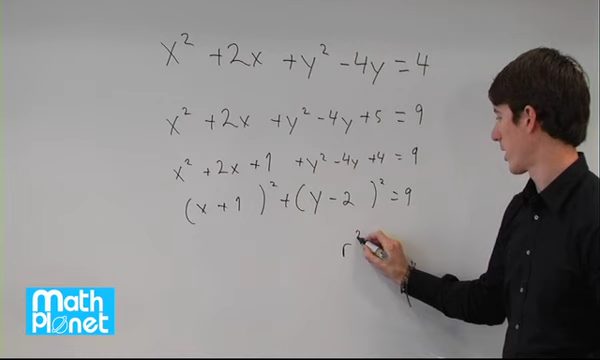 x² + 2x + y² - 4y = 4
x² + 2x + y² - 4y + 5 = 9
x² + 2x + 1 + y² - 4y + 4 = 9
(x + 1)² + (y - 2)² = 9
r²
Math
Planet